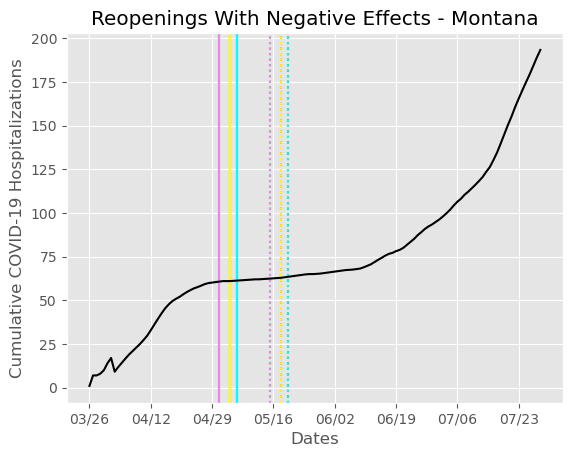 Reopenings With Negative Effects - Montana
Cumulative COVID-19 Hospitalizations
200
175
150
125
100
75
50
25
0
03/26 04/12 04/29 05/16 06/02 06/19 07/06 07/23
Dates